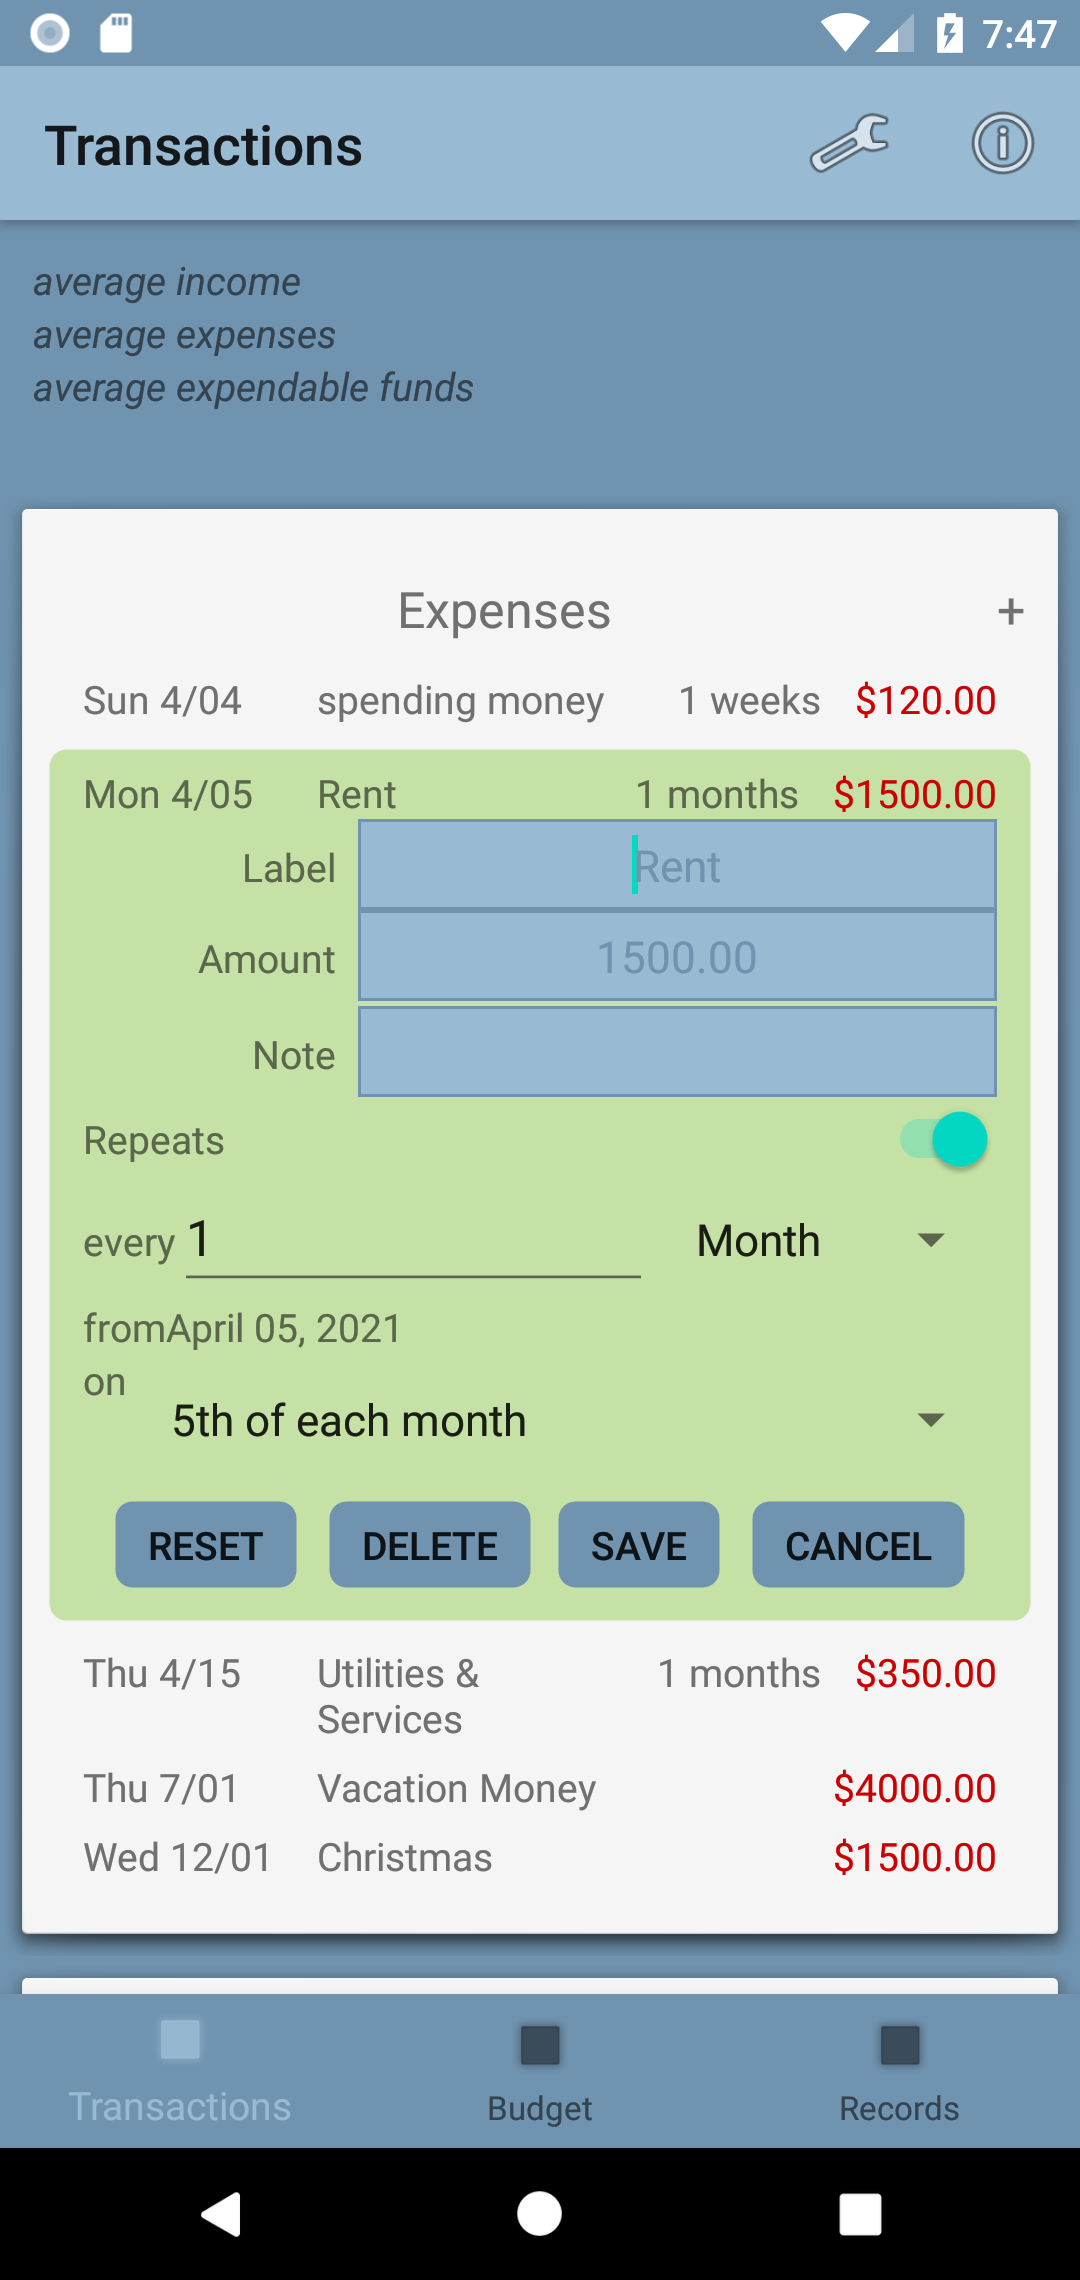 7:47
Transactions
average income
average expenses
average expendable funds
Expenses +
Sun 4/04 spending money 1 weeks $120.00
Mon 4/05 Rent 1 months $1500.00
Label Rent
Amount 1500.00
Note
Repeats
every 1 Month
fromApril 05, 2021
on
5th of each month
RESET DELETE SAVE CANCEL
Thu 4/15 Utilities & 1 months $350.00
Services
Thu 7/01 Vacation Money $4000.00
Wed 12/01 Christmas $1500.00
Transactions Budget Records